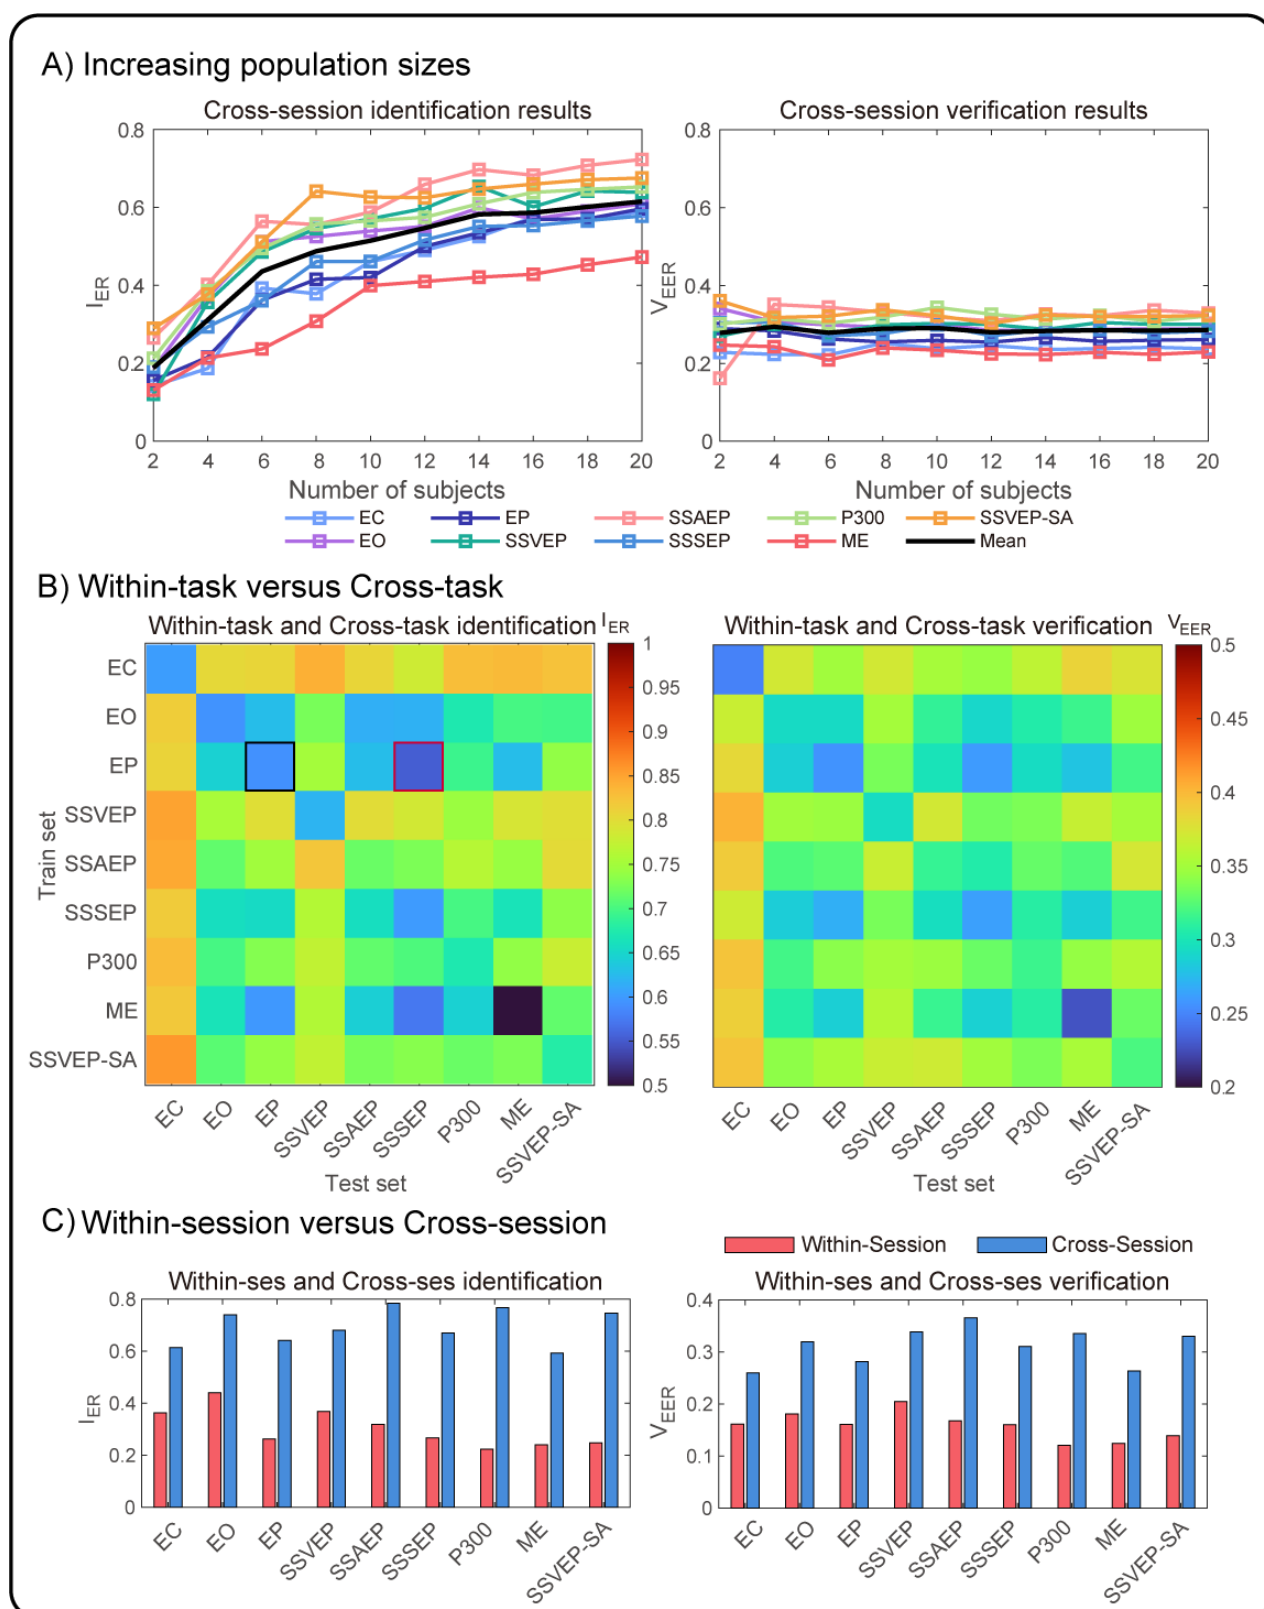 A) Increasing population sizes
Cross-session identification results
Cross-session verification results
0.8
0.6
0.4
0.2
0
I_ER
2 4 6 8 10 12 14 16 18 20
Number of subjects
0.8
0.6
0.4
0.2
0
V_EER
2 4 6 8 10 12 14 16 18 20
Number of subjects
EC EP SSAEP P300 SSVEP-SA
EO SSVEP SSSEP ME Mean
B) Within-task versus Cross-task
Within-task and Cross-task identification I_ER
Within-task and Cross-task verification V_EER
Train set
EC
EO
EP
SSVEP
SSAEP
SSSEP
P300
ME
SSVEP-SA
1
0.95
0.9
0.85
0.8
0.75
0.7
0.65
0.6
0.55
0.5
EC EO EP SSVEP SSAEP SSSEP P300 ME SSVEP-SA
Test set
0.5
0.45
0.4
0.35
0.3
0.25
0.2
EC EO EP SSVEP SSAEP SSSEP P300 ME SSVEP-SA
Test set
C) Within-session versus Cross-session
Within-Session Cross-Session
Within-ses and Cross-ses identification
Within-ses and Cross-ses verification
0.8
0.6
0.4
0.2
0
I_ER
EC EO EP SSVEP SSAEP SSSEP P300 ME SSVEP-SA
0.4
0.3
0.2
0.1
0
V_EER
EC EO EP SSVEP SSAEP SSSEP P300 ME SSVEP-SA